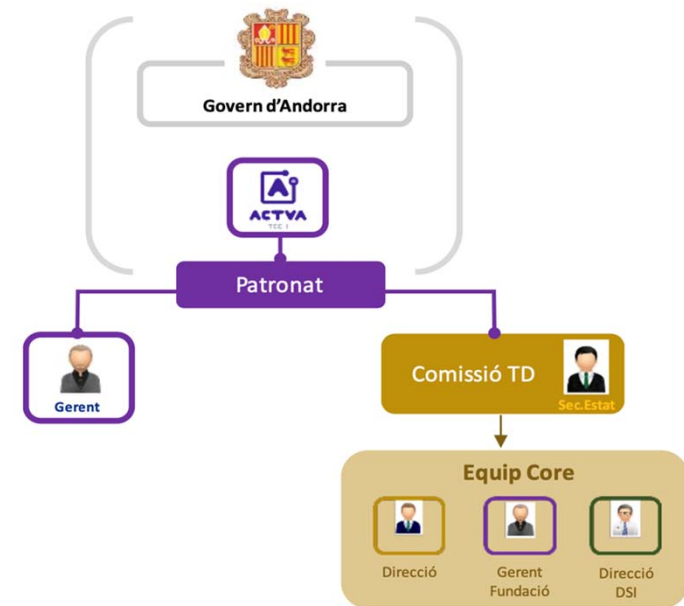 Govern d'Andorra
ACTVA
Patronat
Gerent
Comissió TD
Sec.Estat
Equip Core
Direcció
Gerent
Fundació
Direcció
DSI